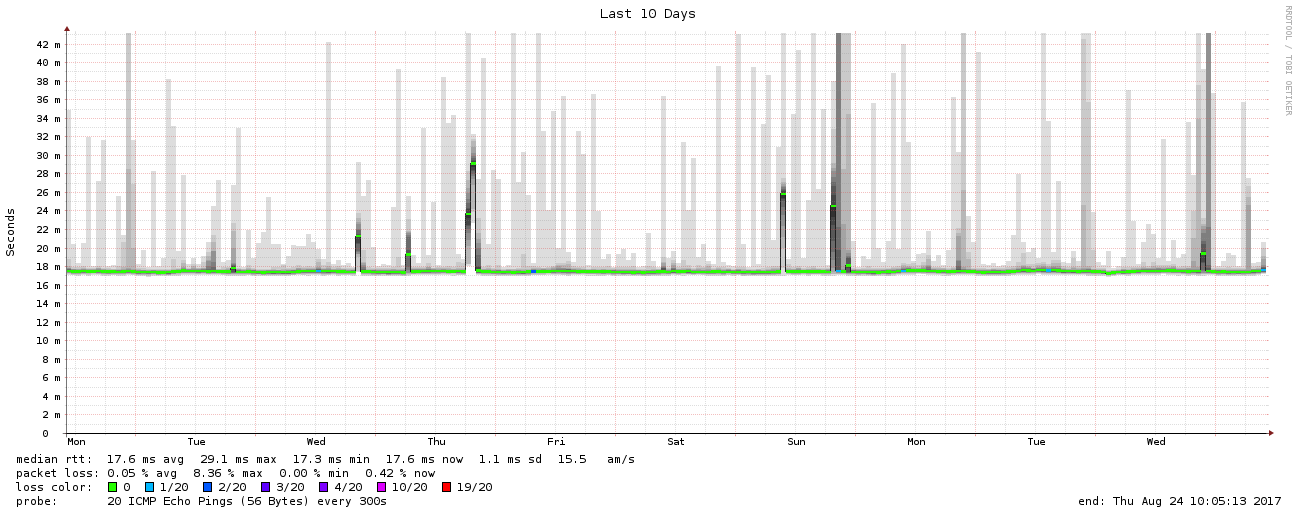 Last 10 Days
RRDTOOL / TOBI OETIKER
Seconds
42 m
40 m
38 m
36 m
34 m
32 m
30 m
28 m
26 m
24 m
22 m
20 m
18 m
16 m
14 m
12 m
10 m
8 m
6 m
4 m
2 m
0
Mon Tue Wed Thu Fri Sat Sun Mon Tue Wed
median rtt: 17.6 ms avg 29.1 ms max 17.3 ms min 17.6 ms now 1.1 ms sd 15.5 am/s
packet loss: 0.05 % avg 8.36 % max 0.00 % min 0.42 % now
loss color: 0 1/20 2/20 3/20 4/20 10/20 19/20
probe: 20 ICMP Echo Pings (56 Bytes) every 300s end: Thu Aug 24 10:05:13 2017